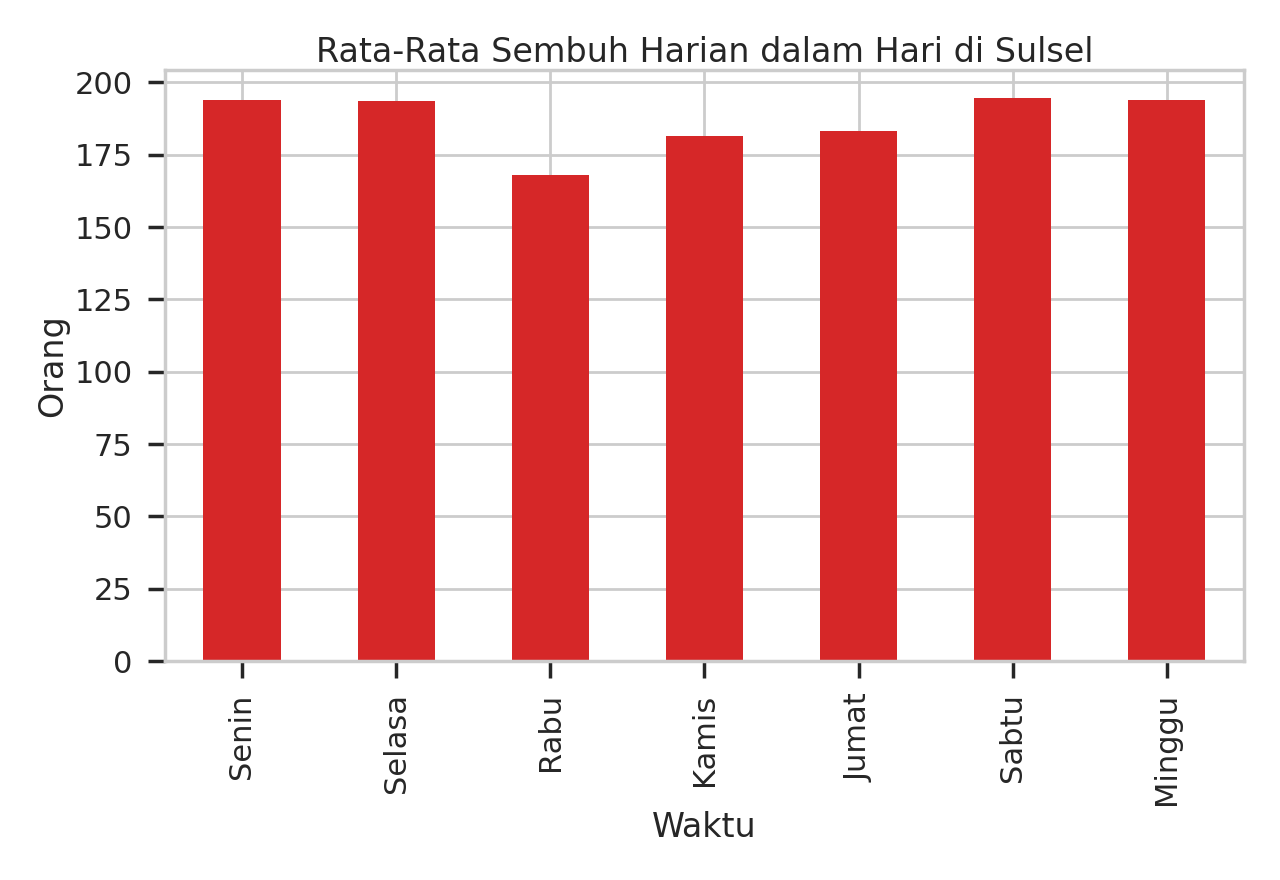 Rata-Rata Sembuh Harian dalam Hari di Sulsel
200
175
150
125
100
75
50
25
0
Orang
Senin
Selasa
Rabu
Kamis
Jumat
Sabtu
Minggu
Waktu